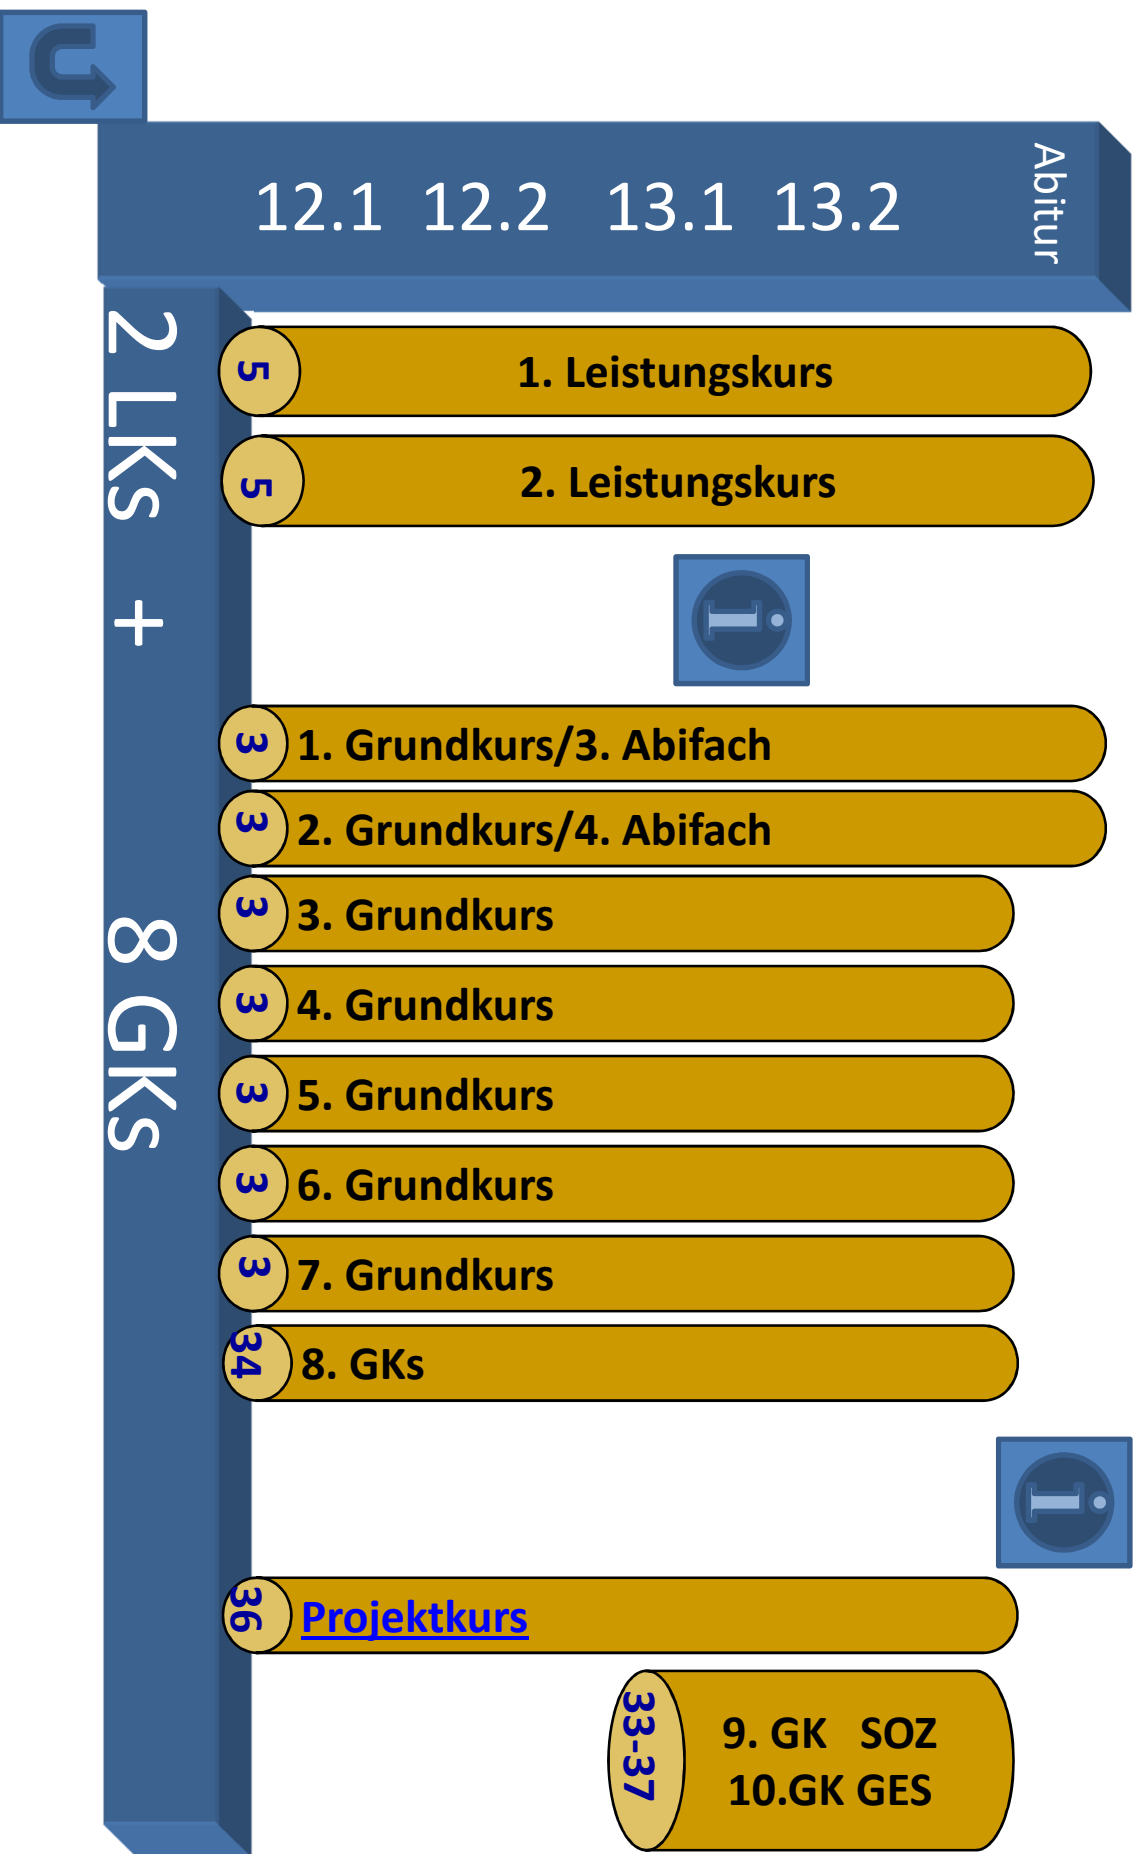 12.1 12.2 13.1 13.2
Abitur
2 LKs + 8 GKs
5
1. Leistungskurs
5
2. Leistungskurs
3
1. Grundkurs/3. Abifach
3
2. Grundkurs/4. Abifach
3
3. Grundkurs
3
4. Grundkurs
3
5. Grundkurs
3
6. Grundkurs
3
7. Grundkurs
34
8. GKs
36
Projektkurs
33-37
9. GK SOZ
10.GK GES